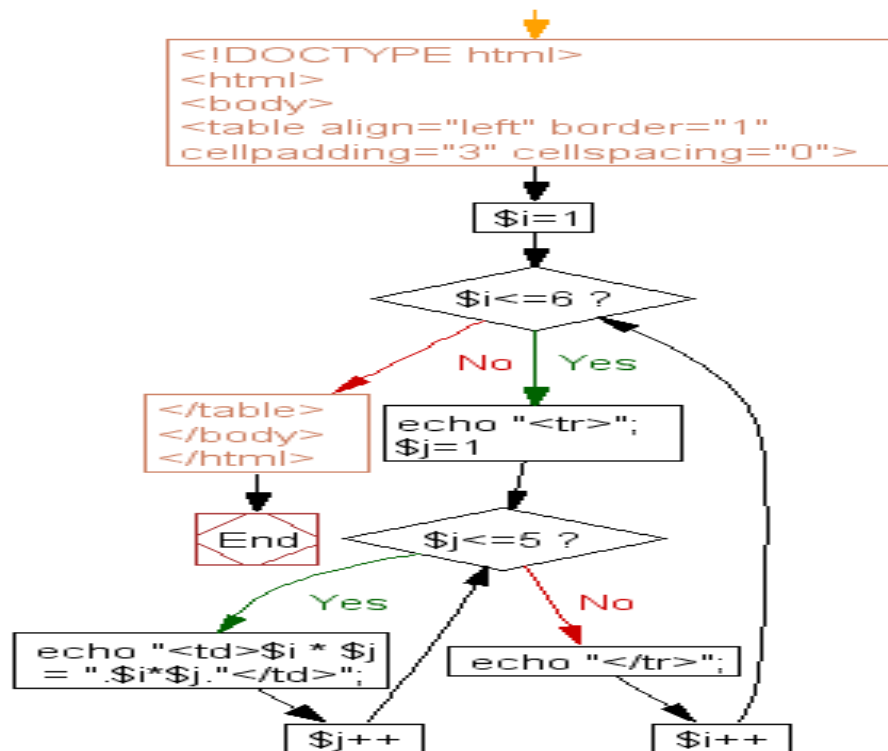 <!DOCTYPE html>
<html>
<body>
<table align="left" border="1"
cellpadding="3" cellspacing="0">
$i=1
$i<=6 ?
No Yes
</table>
</body>
</html>
echo "<tr>";
$j=1
End
$j<=5 ?
Yes No
echo "<td>$i * $j
= ".$i*$j."</td>";
echo "</tr>";
$j++
$i++